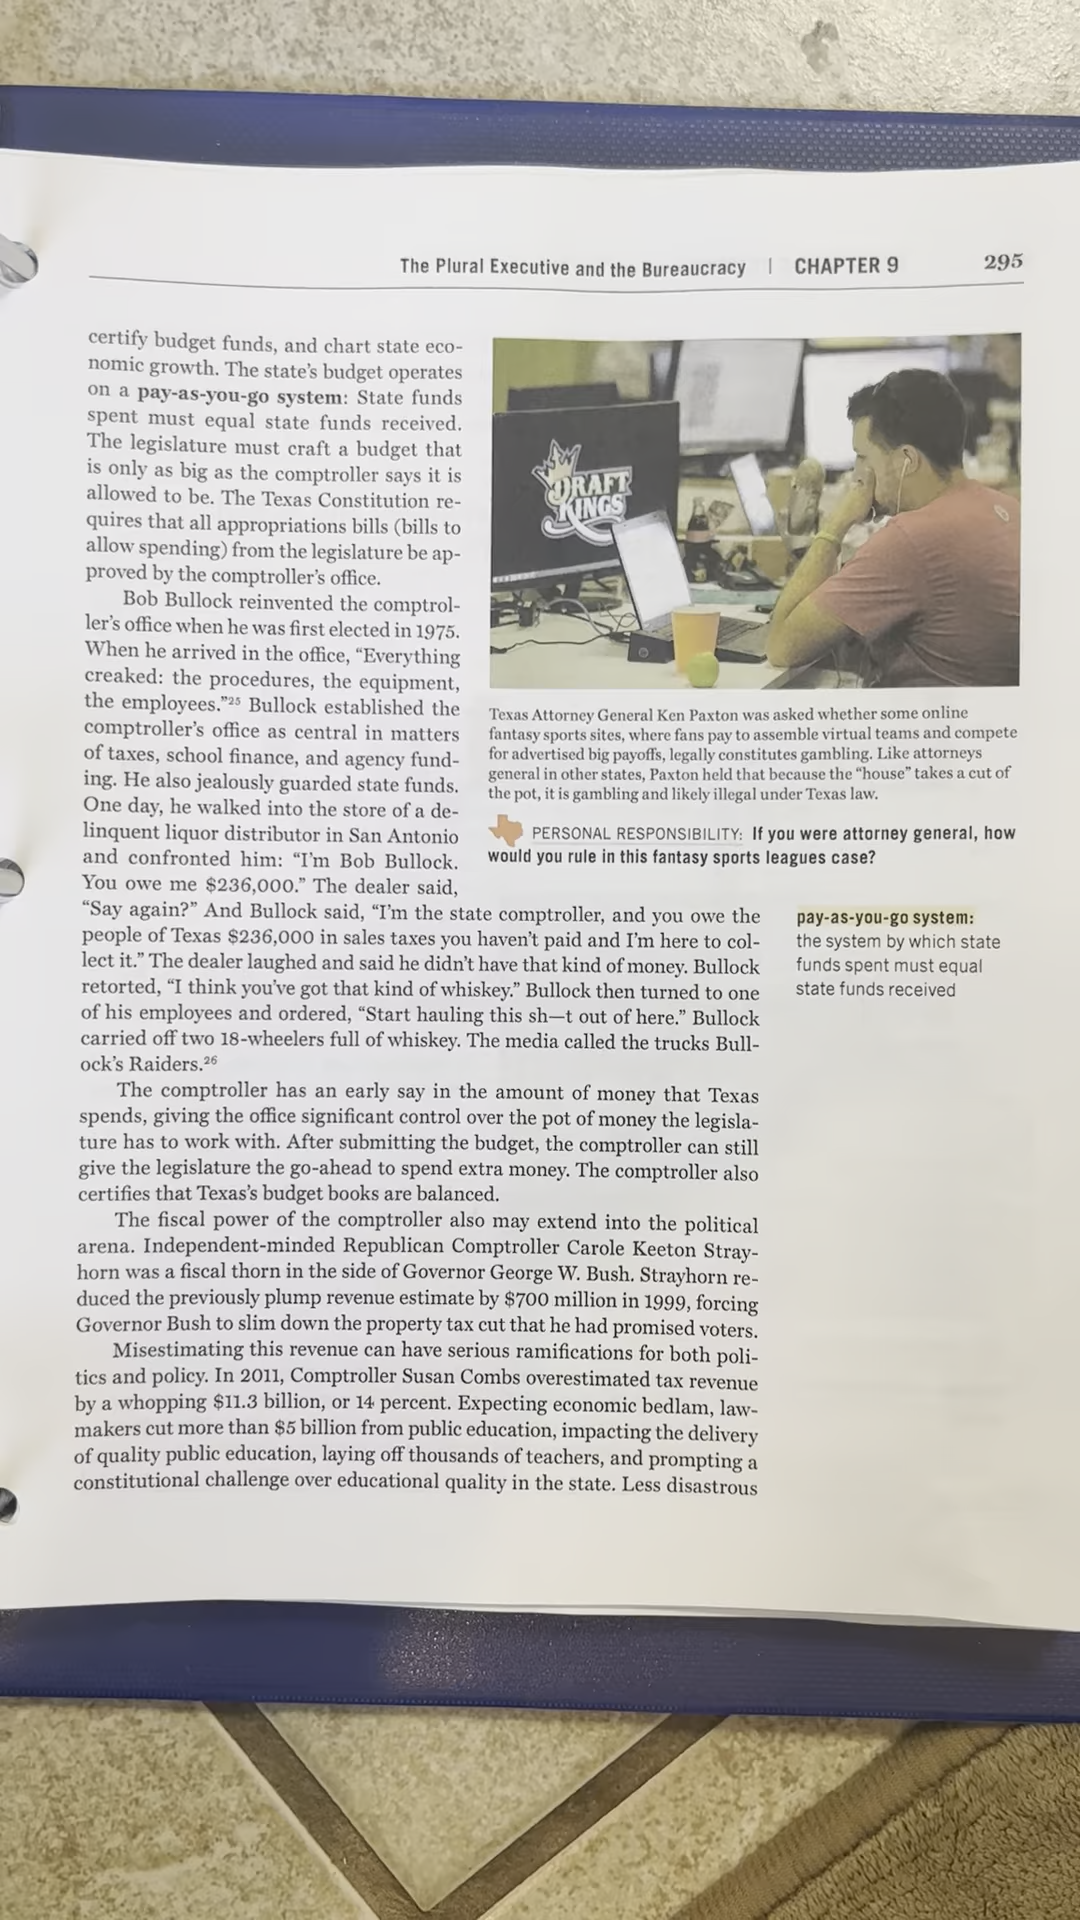 The Plural Executive and the Bureaucracy | CHAPTER 9 295
certify budget funds, and chart state eco-
nomic growth. The state's budget operates
on a pay-as-you-go system: State funds
spent must equal state funds received.
The legislature must craft a budget that
is only as big as the comptroller says it is
allowed to be. The Texas Constitution re-
quires that all appropriations bills (bills to
allow spending) from the legislature be ap-
proved by the comptroller's office.
Bob Bullock reinvented the comptrol-
ler's office when he was first elected in 1975.
When he arrived in the office, “Everything
creaked: the procedures, the equipment,
the employees.”25 Bullock established the
comptroller's office as central in matters
of taxes, school finance, and agency fund-
ing. He also jealously guarded state funds.
One day, he walked into the store of a de-
linquent liquor distributor in San Antonio
and confronted him: “I'm Bob Bullock.
You owe me $236,000.” The dealer said,
“Say again?” And Bullock said, “I'm the state comptroller, and you owe the
people of Texas $236,000 in sales taxes you haven't paid and I'm here to col-
lect it.” The dealer laughed and said he didn't have that kind of money. Bullock
retorted, “I think you've got that kind of whiskey.” Bullock then turned to one
of his employees and ordered, “Start hauling this sh—t out of here.” Bullock
carried off two 18-wheelers full of whiskey. The media called the trucks Bull-
ock's Raiders.26
The comptroller has an early say in the amount of money that Texas
spends, giving the office significant control over the pot of money the legisla-
ture has to work with. After submitting the budget, the comptroller can still
give the legislature the go-ahead to spend extra money. The comptroller also
certifies that Texas's budget books are balanced.
The fiscal power of the comptroller also may extend into the political
arena. Independent-minded Republican Comptroller Carole Keeton Stray-
horn was a fiscal thorn in the side of Governor George W. Bush. Strayhorn re-
duced the previously plump revenue estimate by $700 million in 1999, forcing
Governor Bush to slim down the property tax cut that he had promised voters.
Misestimating this revenue can have serious ramifications for both poli-
tics and policy. In 2011, Comptroller Susan Combs overestimated tax revenue
by a whopping $11.3 billion, or 14 percent. Expecting economic bedlam, law-
makers cut more than $5 billion from public education, impacting the delivery
of quality public education, laying off thousands of teachers, and prompting a
constitutional challenge over educational quality in the state. Less disastrous
DRAFT
KINGS
Texas Attorney General Ken Paxton was asked whether some online
fantasy sports sites, where fans pay to assemble virtual teams and compete
for advertised big payoffs, legally constitutes gambling. Like attorneys
general in other states, Paxton held that because the “house” takes a cut of
the pot, it is gambling and likely illegal under Texas law.
PERSONAL RESPONSIBILITY: If you were attorney general, how
would you rule in this fantasy sports leagues case?
pay-as-you-go system:
the system by which state
funds spent must equal
state funds received